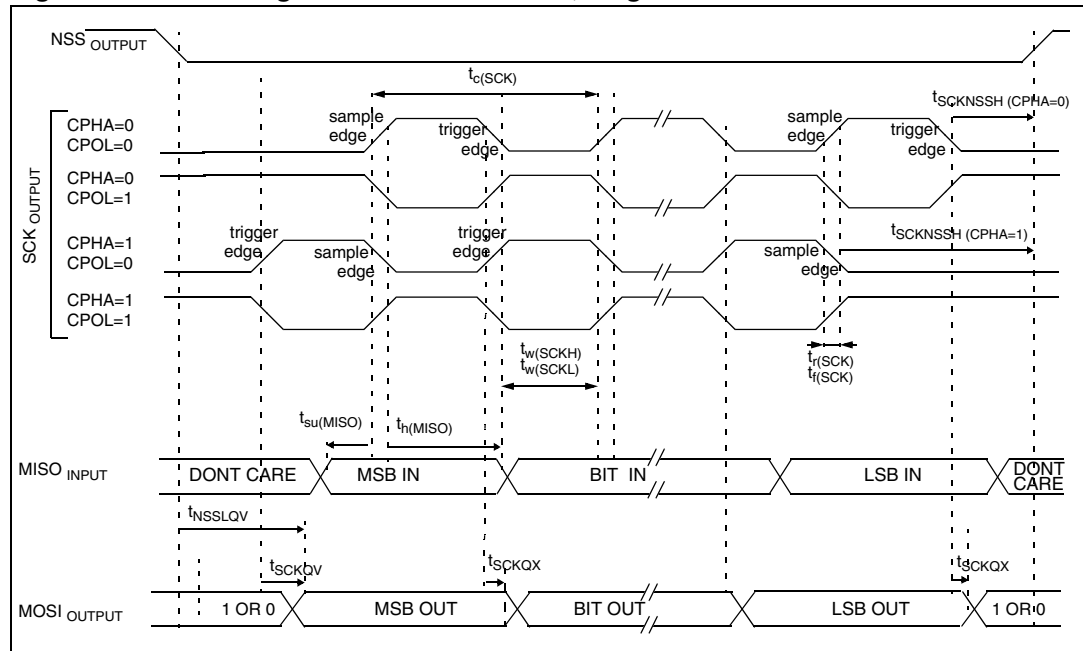 NSS OUTPUT
tc(SCK)
tSCKNSSH (CPHA=0)
SCK OUTPUT
CPHA=0
CPOL=0
sample
edge
trigger
edge
sample
edge
trigger
edge
CPHA=0
CPOL=1
CPHA=1
CPOL=0
trigger
edge
sample
edge
trigger
edge
sample
edge
tSCKNSSH (CPHA=1)
CPHA=1
CPOL=1
tw(SCKH)
tw(SCKL)
tr(SCK)
tf(SCK)
tsu(MISO)
th(MISO)
MISO INPUT
DONT CARE
MSB IN
BIT IN
LSB IN
DONT
CARE
tNSSLQV
tSCKQV
tSCKQX
tSCKQX
MOSI OUTPUT
1 OR 0
MSB OUT
BIT OUT
LSB OUT
1 OR 0